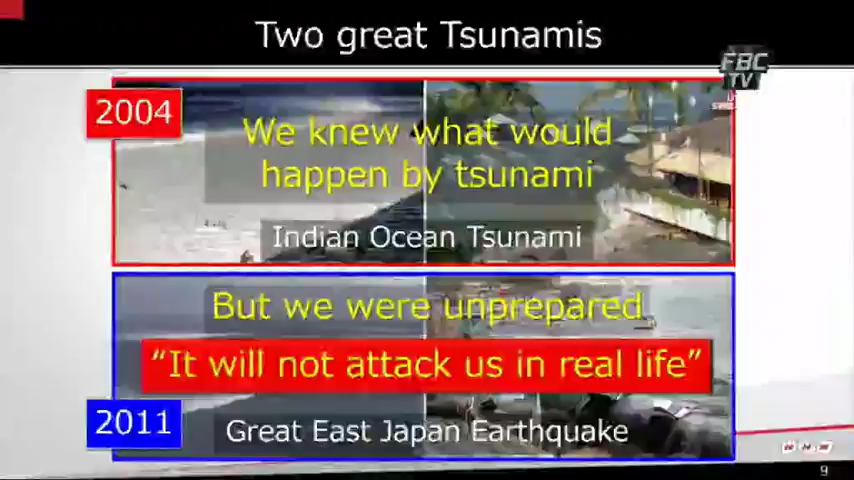 Two great Tsunamis
FBC
TV
2004
We knew what would
happen by tsunami
Indian Ocean Tsunami
But we were unprepared
“It will not attack us in real life”
2011
Great East Japan Earthquake
9